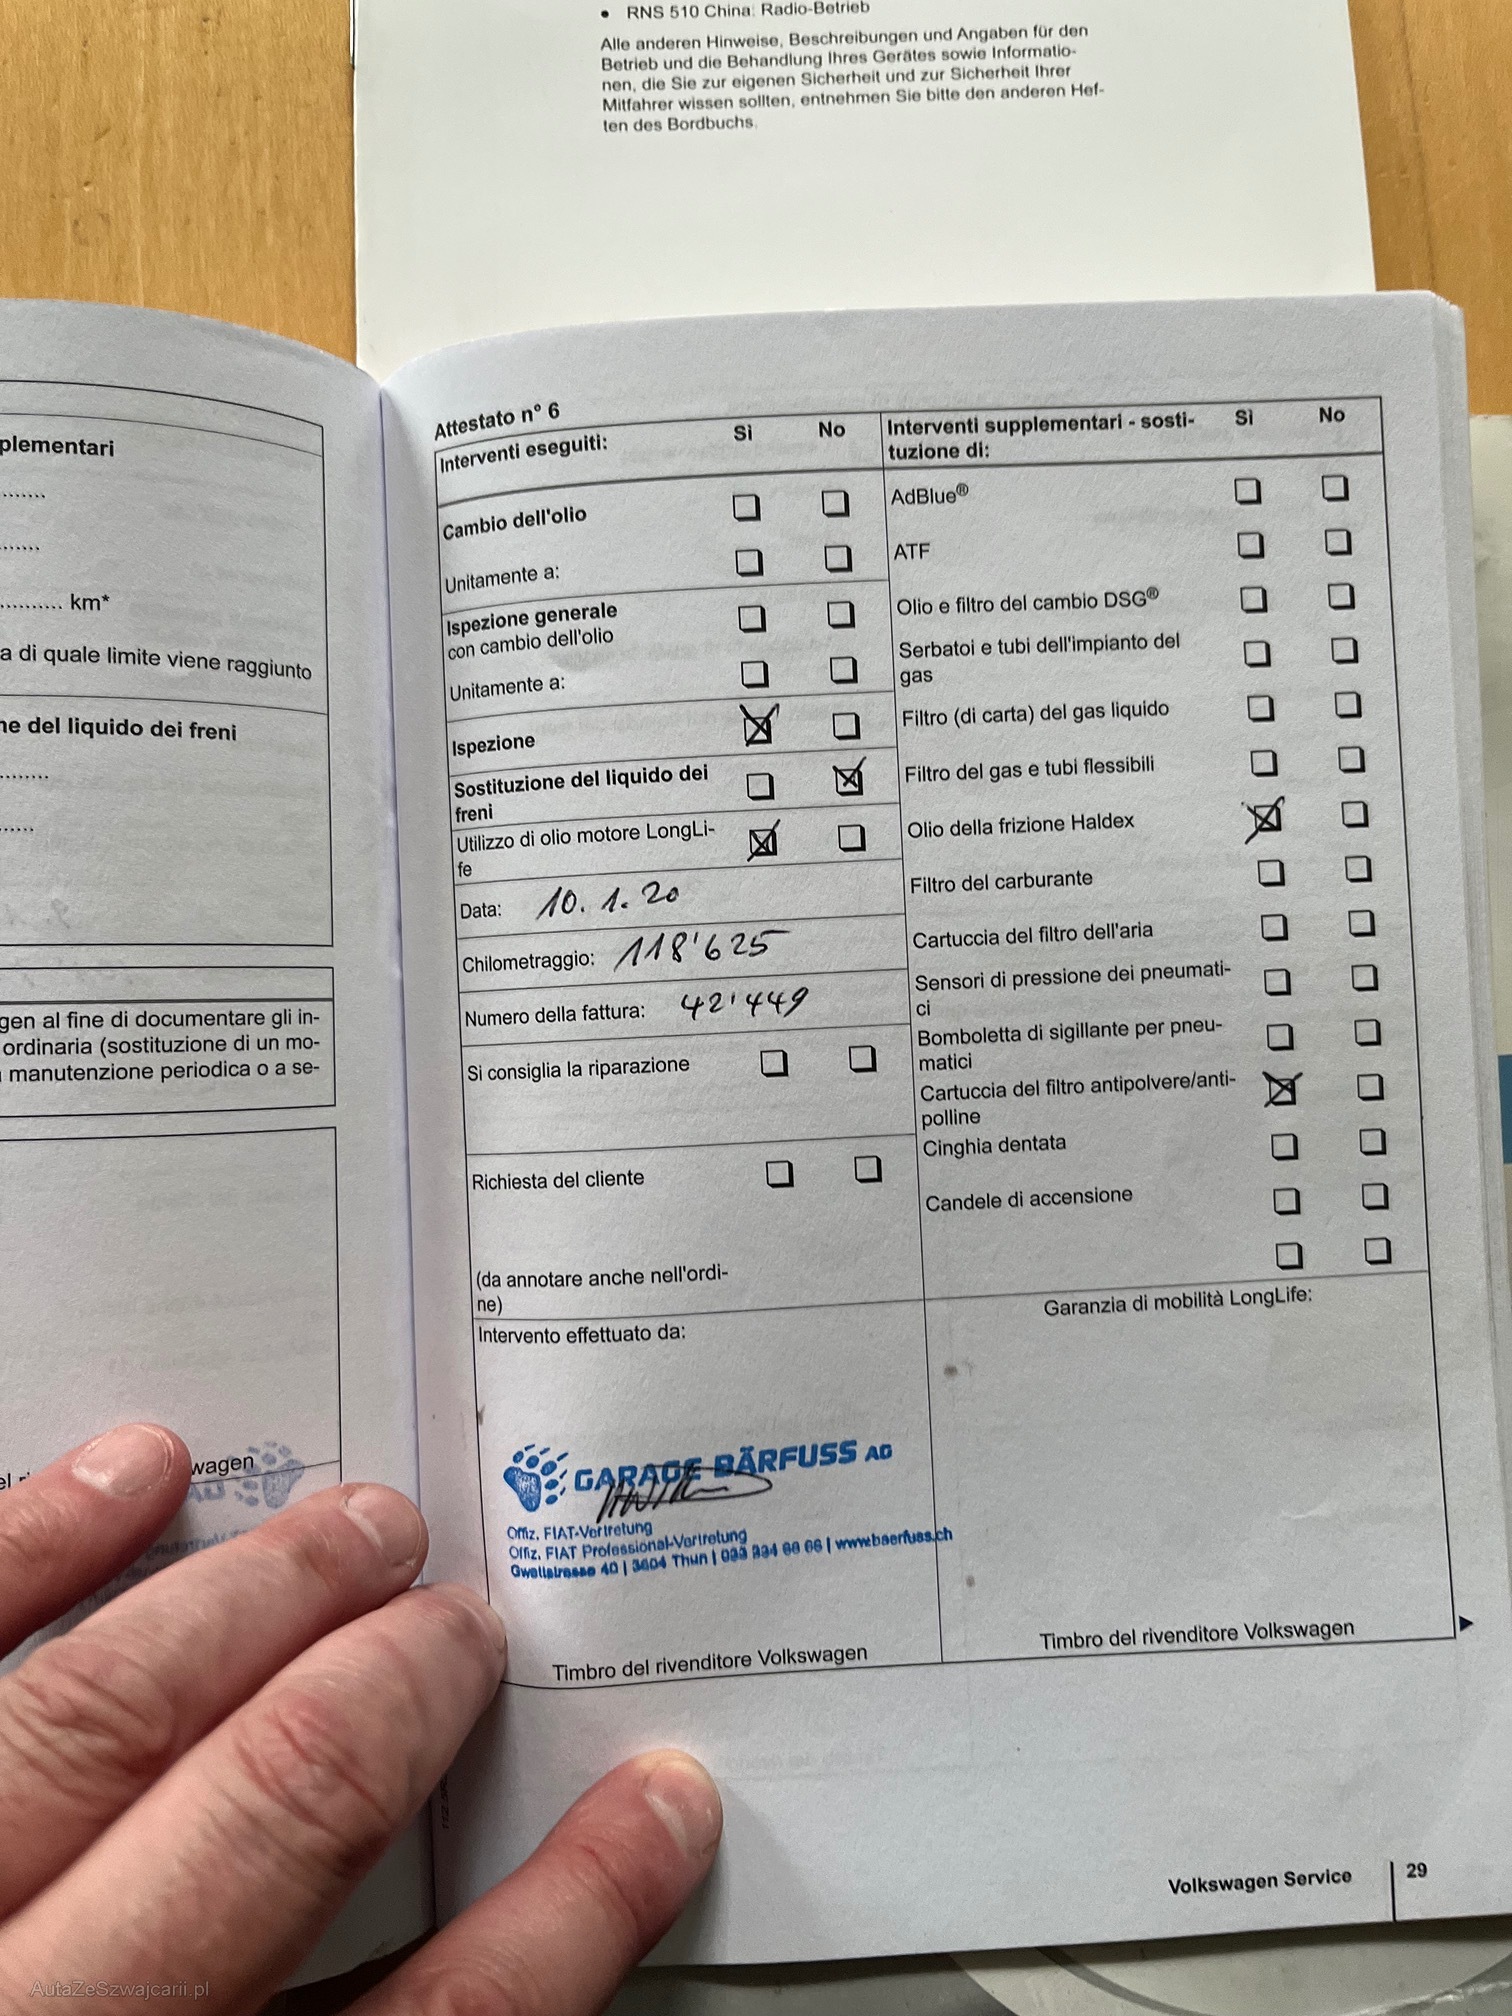 • RNS 510 China: Radio-Betrieb
Alle anderen Hinweise, Beschreibungen und Angaben für den
Betrieb und die Behandlung Ihres Gerätes sowie Informatio-
nen, die Sie zur eigenen Sicherheit und zur Sicherheit Ihrer
Mitfahrer wissen sollten, entnehmen Sie bitte den anderen Hef-
ten des Bordbuchs.
plementari
.......
......
.......... km*
a di quale limite viene raggiunto
ne del liquido dei freni
........
......
gen al fine di documentare gli in-
ordinaria (sostituzione di un mo-
manutenzione periodica o a se-
wagen
Attestato n° 6
Interventi eseguiti: Sì No
Cambio dell'olio
Unitamente a:
Ispezione generale
con cambio dell'olio
Unitamente a:
Ispezione
Sostituzione del liquido dei
freni
Utilizzo di olio motore LongLi-
fe
Data: 10. 1. 20
Chilometraggio: 118'625
Numero della fattura: 42'449
Si consiglia la riparazione
Richiesta del cliente
(da annotare anche nell'ordi-
ne)
Intervento effettuato da:
GARAGE BÄRFUSS AG
Offiz. FIAT-Vertretung
Offiz. FIAT Professional-Vertretung
Gwattstrasse 40 | 3604 Thun | 033 334 66 66 | www.baerfuss.ch
Timbro del rivenditore Volkswagen
Interventi supplementari - sosti- Sì No
tuzione di:
AdBlue®
ATF
Olio e filtro del cambio DSG®
Serbatoi e tubi dell'impianto del
gas
Filtro (di carta) del gas liquido
Filtro del gas e tubi flessibili
Olio della frizione Haldex
Filtro del carburante
Cartuccia del filtro dell'aria
Sensori di pressione dei pneumati-
ci
Bomboletta di sigillante per pneu-
matici
Cartuccia del filtro antipolvere/anti-
polline
Cinghia dentata
Candele di accensione
Garanzia di mobilità LongLife:
Timbro del rivenditore Volkswagen
Volkswagen Service | 29
AutaZeSzwajcarii.pl